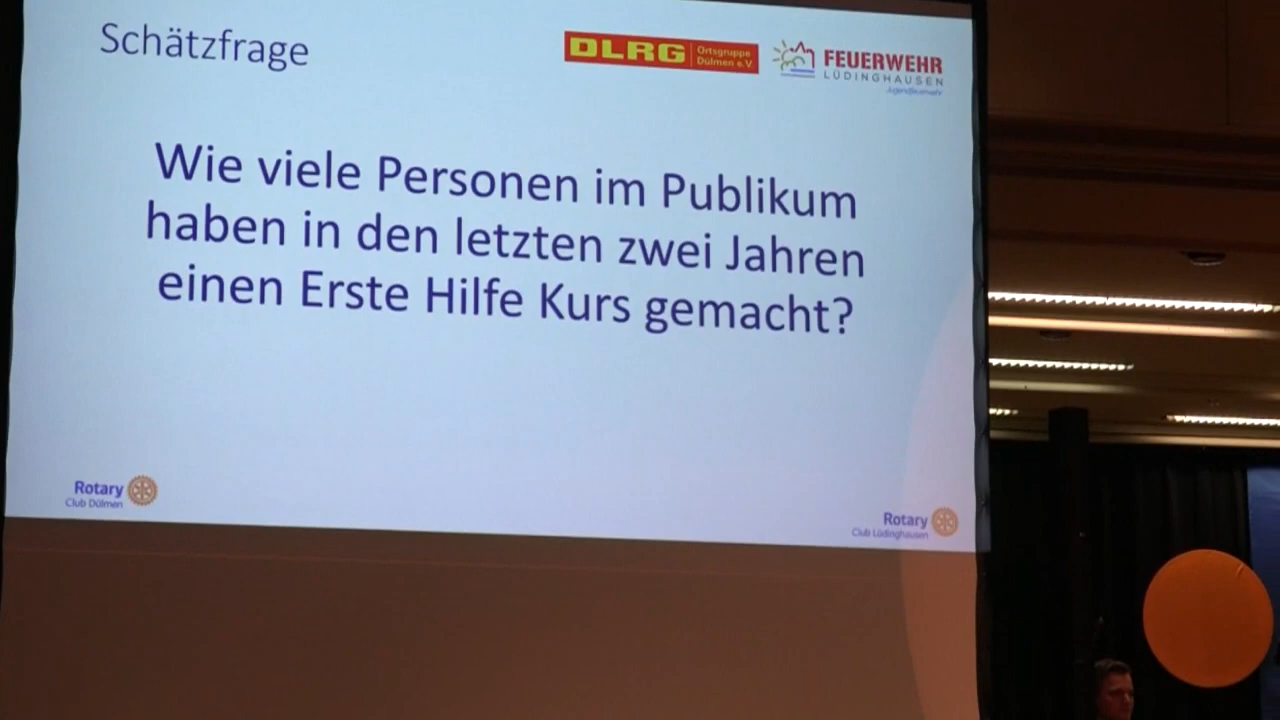 Schätzfrage
DLRG Ortsgruppe
Dülmen e.V
FEUERWEHR
LÜDINGHAUSEN
Jugendfeuerwehr
Wie viele Personen im Publikum
haben in den letzten zwei Jahren
einen Erste Hilfe Kurs gemacht?
Rotary
Club Dülmen
Rotary
Club Lüdinghausen